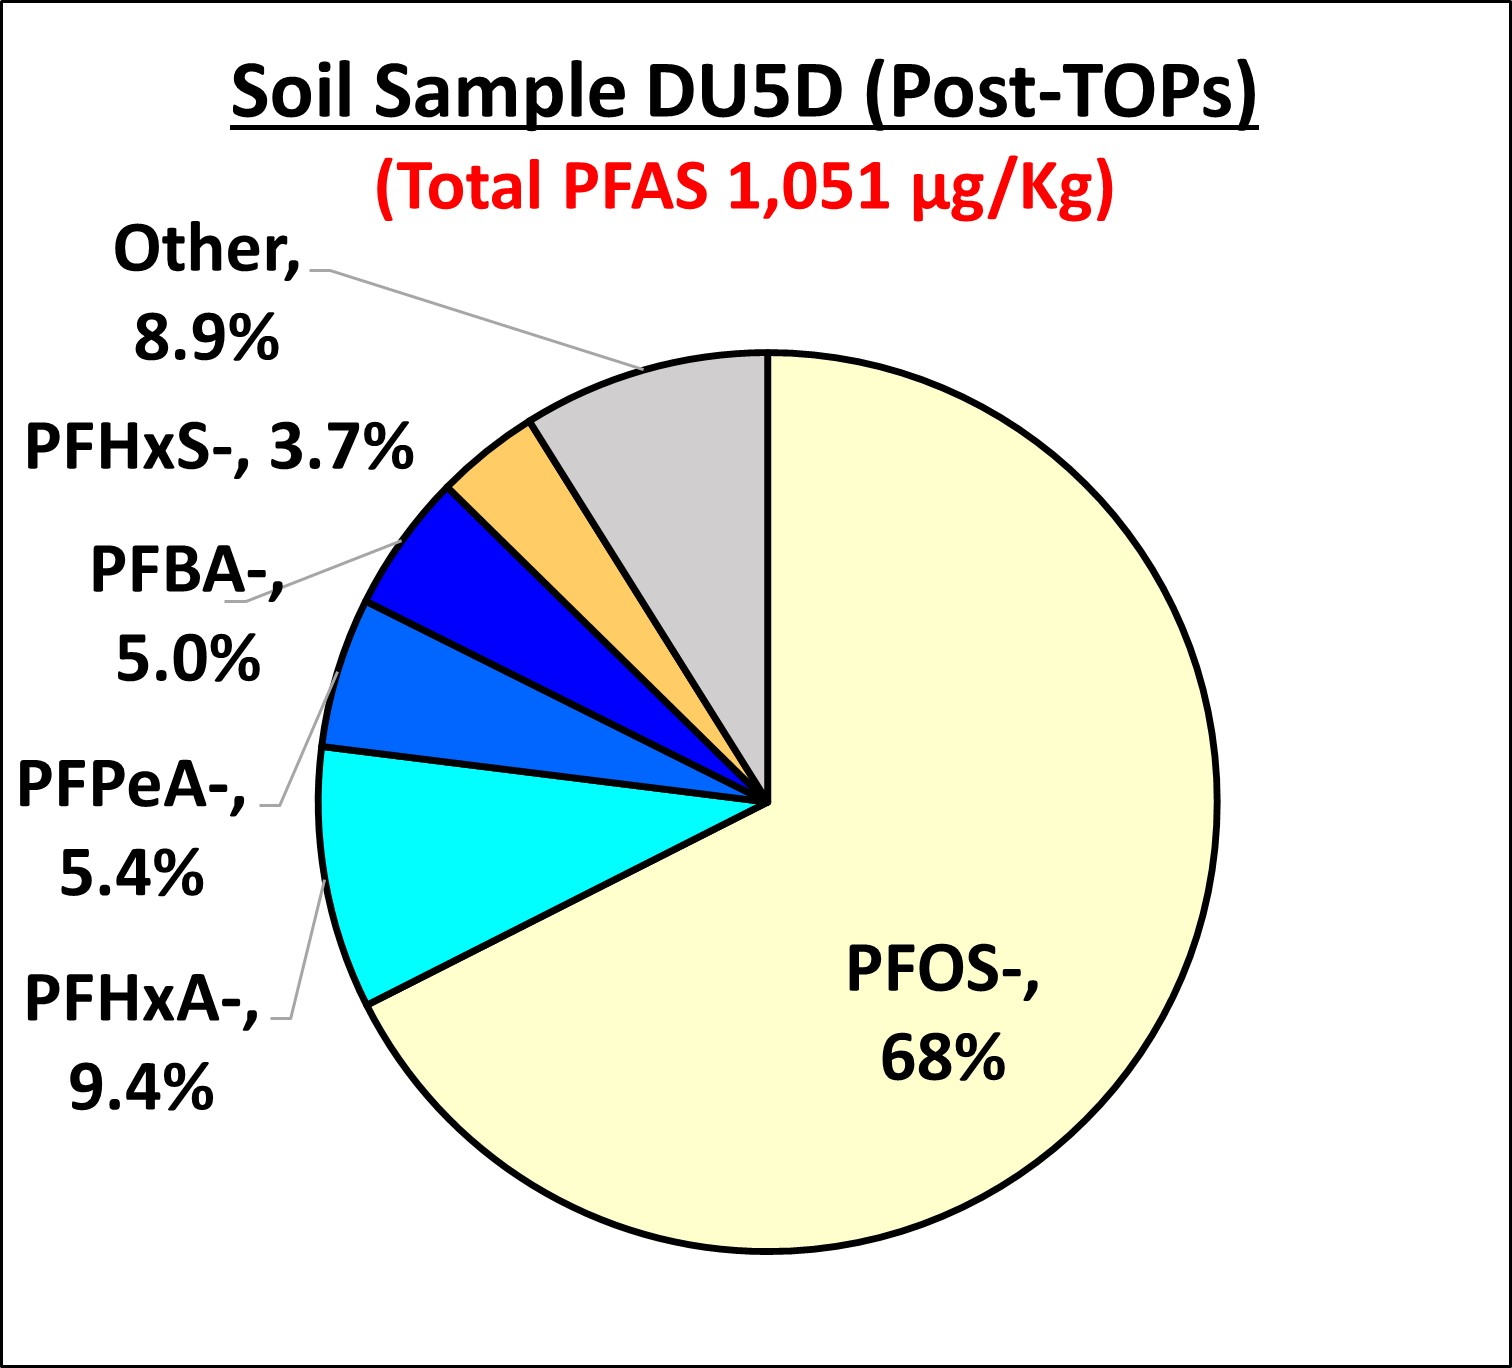 Soil Sample DU5D (Post-TOPs)
(Total PFAS 1,051 µg/Kg)
Other,
8.9%
PFHxS-, 3.7%
PFBA-,
5.0%
PFPeA-,
5.4%
PFHxA-,
9.4%
PFOS-,
68%